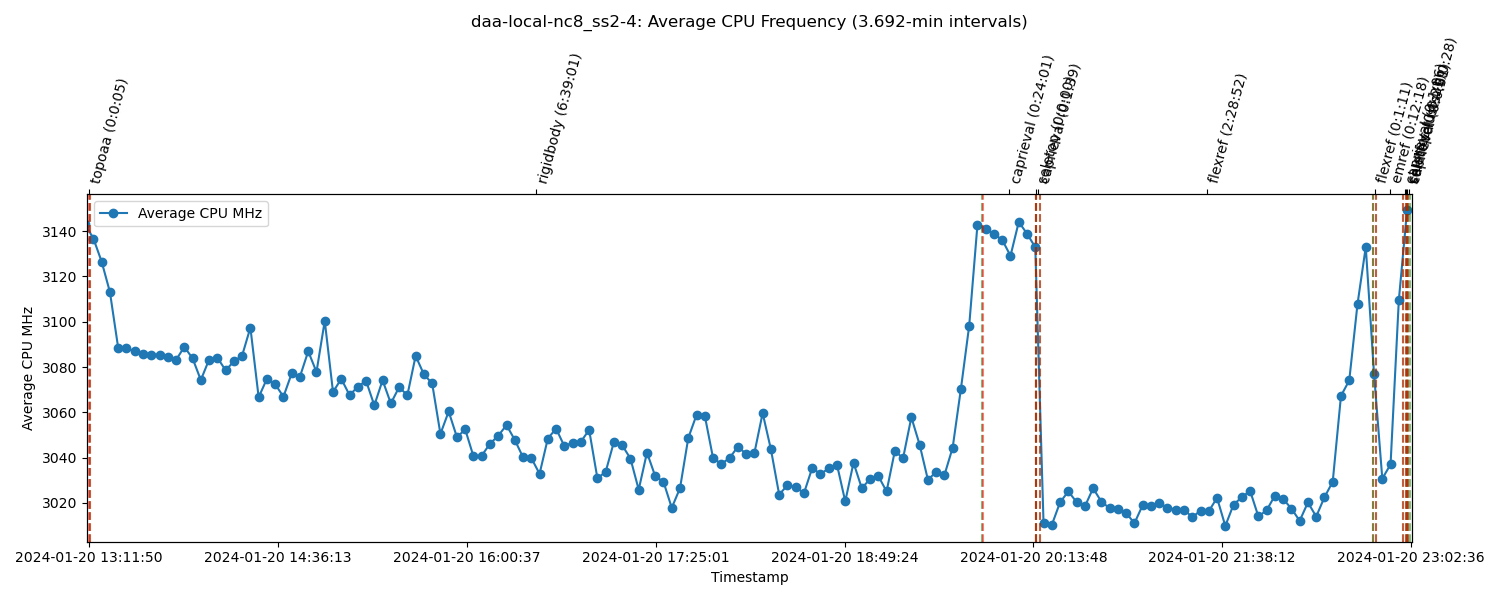 daa-local-nc8_ss2-4: Average CPU Frequency (3.692-min intervals)
topoaa (0:0:05)
rigidbody (6:39:01)
caprieval (0:24:01)
flexref (2:28:52)
flexref (0:1:11)
emref (0:12:18)
Average CPU MHz
3140
3120
3100
3080
3060
3040
3020
Average CPU MHz
2024-01-20 13:11:50
2024-01-20 14:36:13
2024-01-20 16:00:37
2024-01-20 17:25:01
2024-01-20 18:49:24
2024-01-20 20:13:48
2024-01-20 21:38:12
2024-01-20 23:02:36
Timestamp